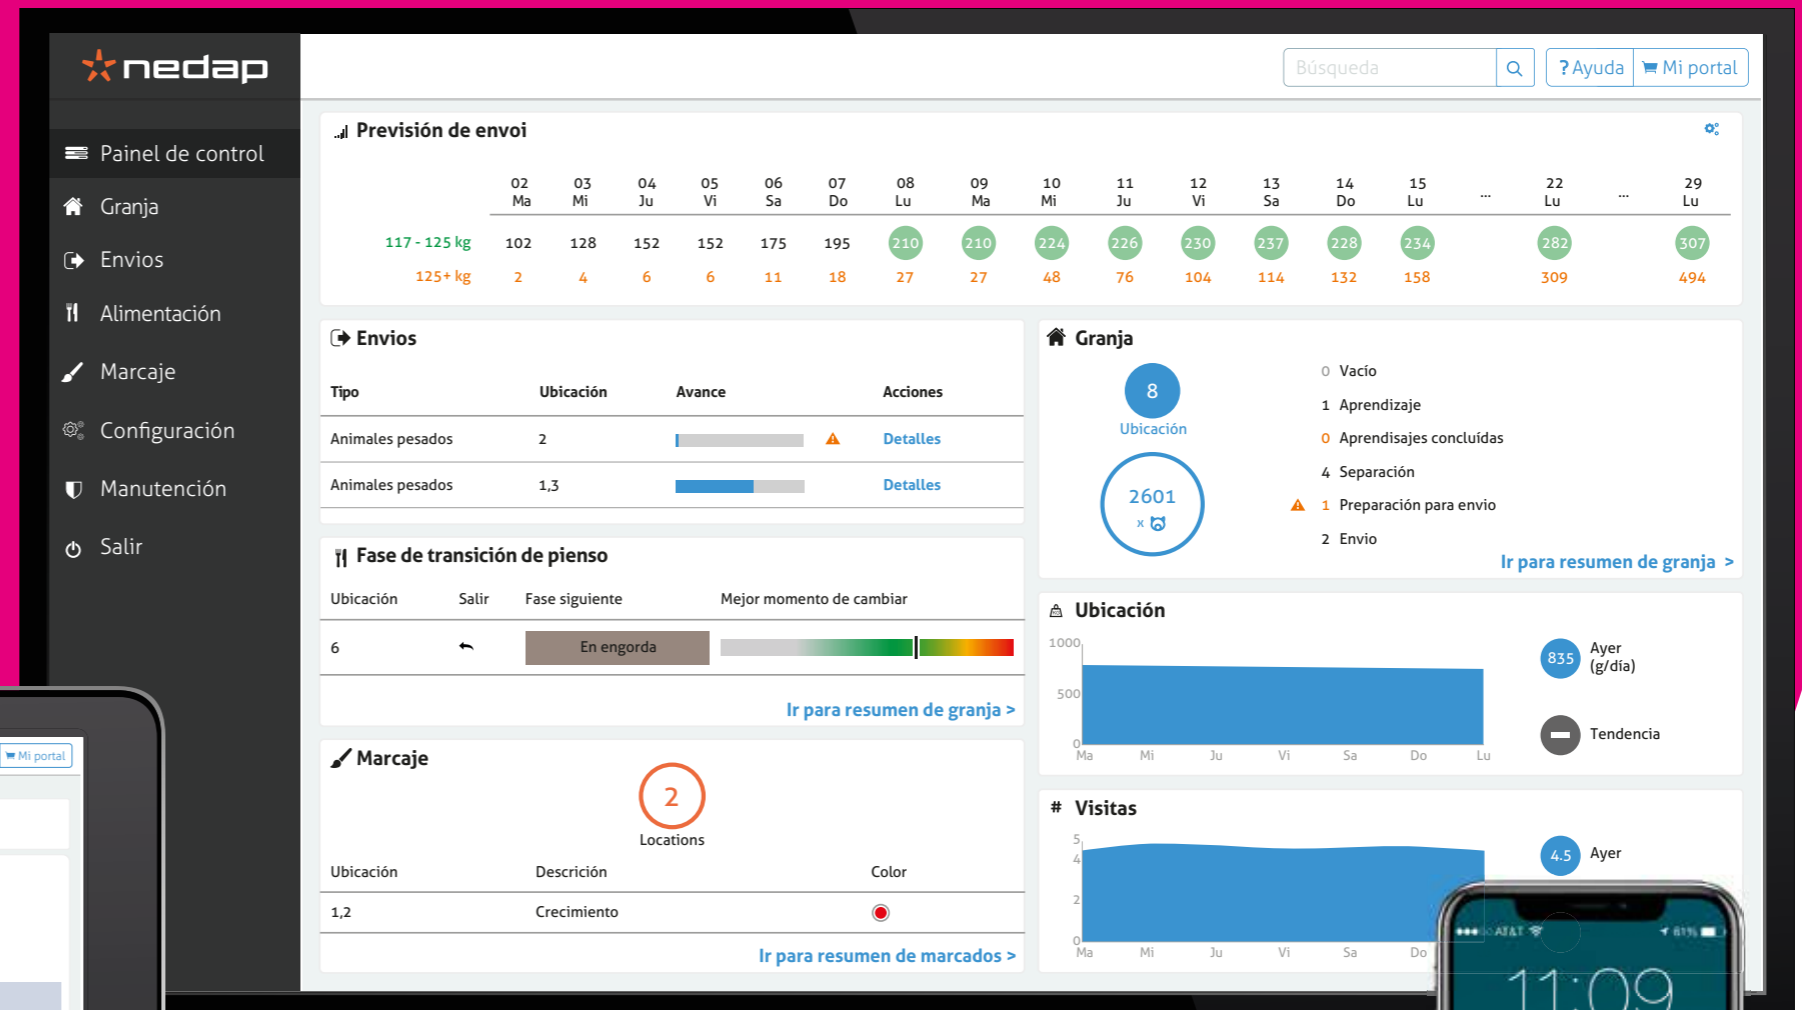 nedap
Búsqueda
? Ayuda
Mi portal
Painel de control
Granja
Envios
Alimentación
Marcaje
Configuración
Manutención
Salir
Previsión de envoi
02 03 04 05 06 07 08 09 10 11 12 13 14 15 ... 22 ... 29
Ma Mi Ju Vi Sa Do Lu Ma Mi Ju Vi Sa Do Lu Lu Lu
117 - 125 kg 102 128 152 152 175 195 210 210 224 226 230 237 228 234 282 307
125+ kg 2 4 6 6 11 18 27 27 48 76 104 114 132 158 309 494
Envios
Tipo Ubicación Avance Acciones
Animales pesados 2 Detalles
Animales pesados 1,3 Detalles
Fase de transición de pienso
Ubicación Salir Fase siguiente Mejor momento de cambiar
6 En engorda
Ir para resumen de granja >
Marcaje
2
Locations
Ubicación Descrición Color
1,2 Crecimiento
Ir para resumen de marcados >
Granja
8
Ubicación
2601
x
0 Vacío
1 Aprendizaje
0 Aprendisajes concluídas
4 Separación
1 Preparación para envio
2 Envio
Ir para resumen de granja >
Ubicación
1000
500
0
Ma Mi Ju Vi Sa Do Lu
835 Ayer
(g/día)
Tendencia
# Visitas
5
4
2
0
Ma Mi Ju Vi Sa Do
4.5 Ayer
Mi portal
AT&T 61%
11:09